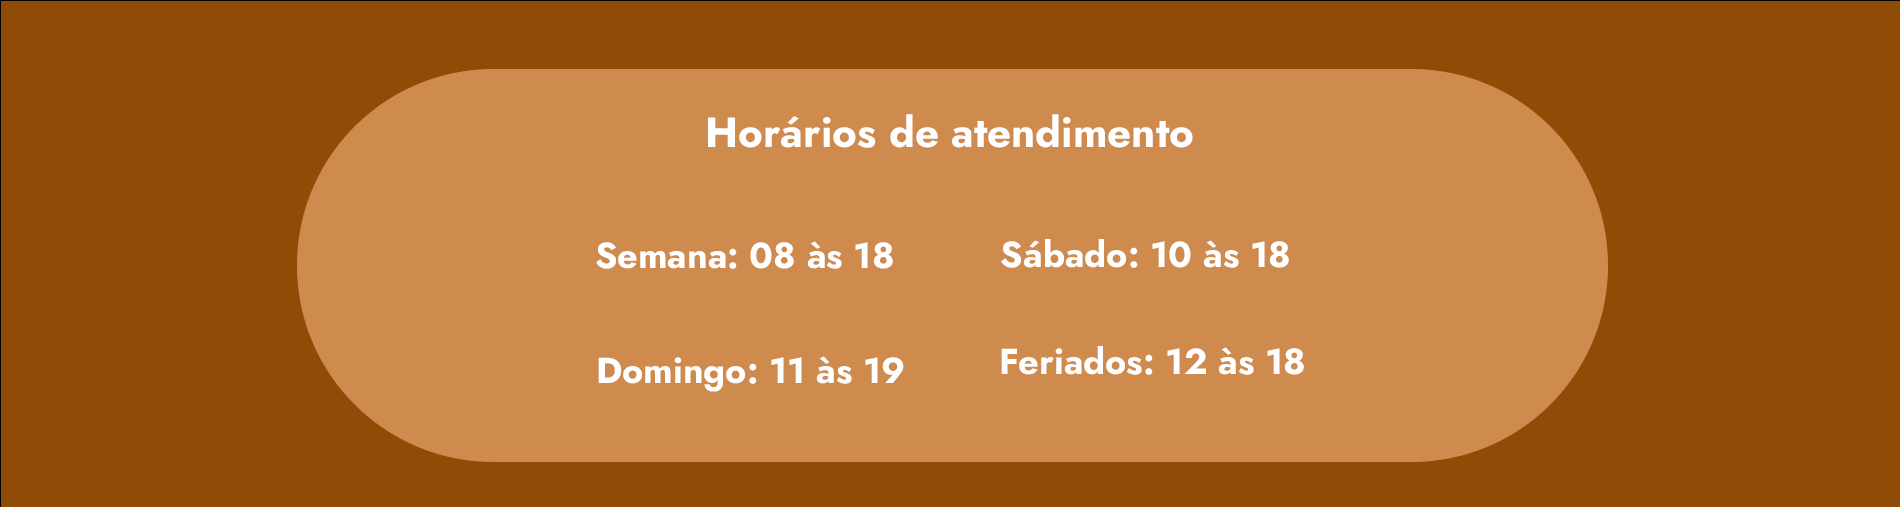 Horários de atendimento
Semana: 08 às 18
Sábado: 10 às 18
Domingo: 11 às 19
Feriados: 12 às 18